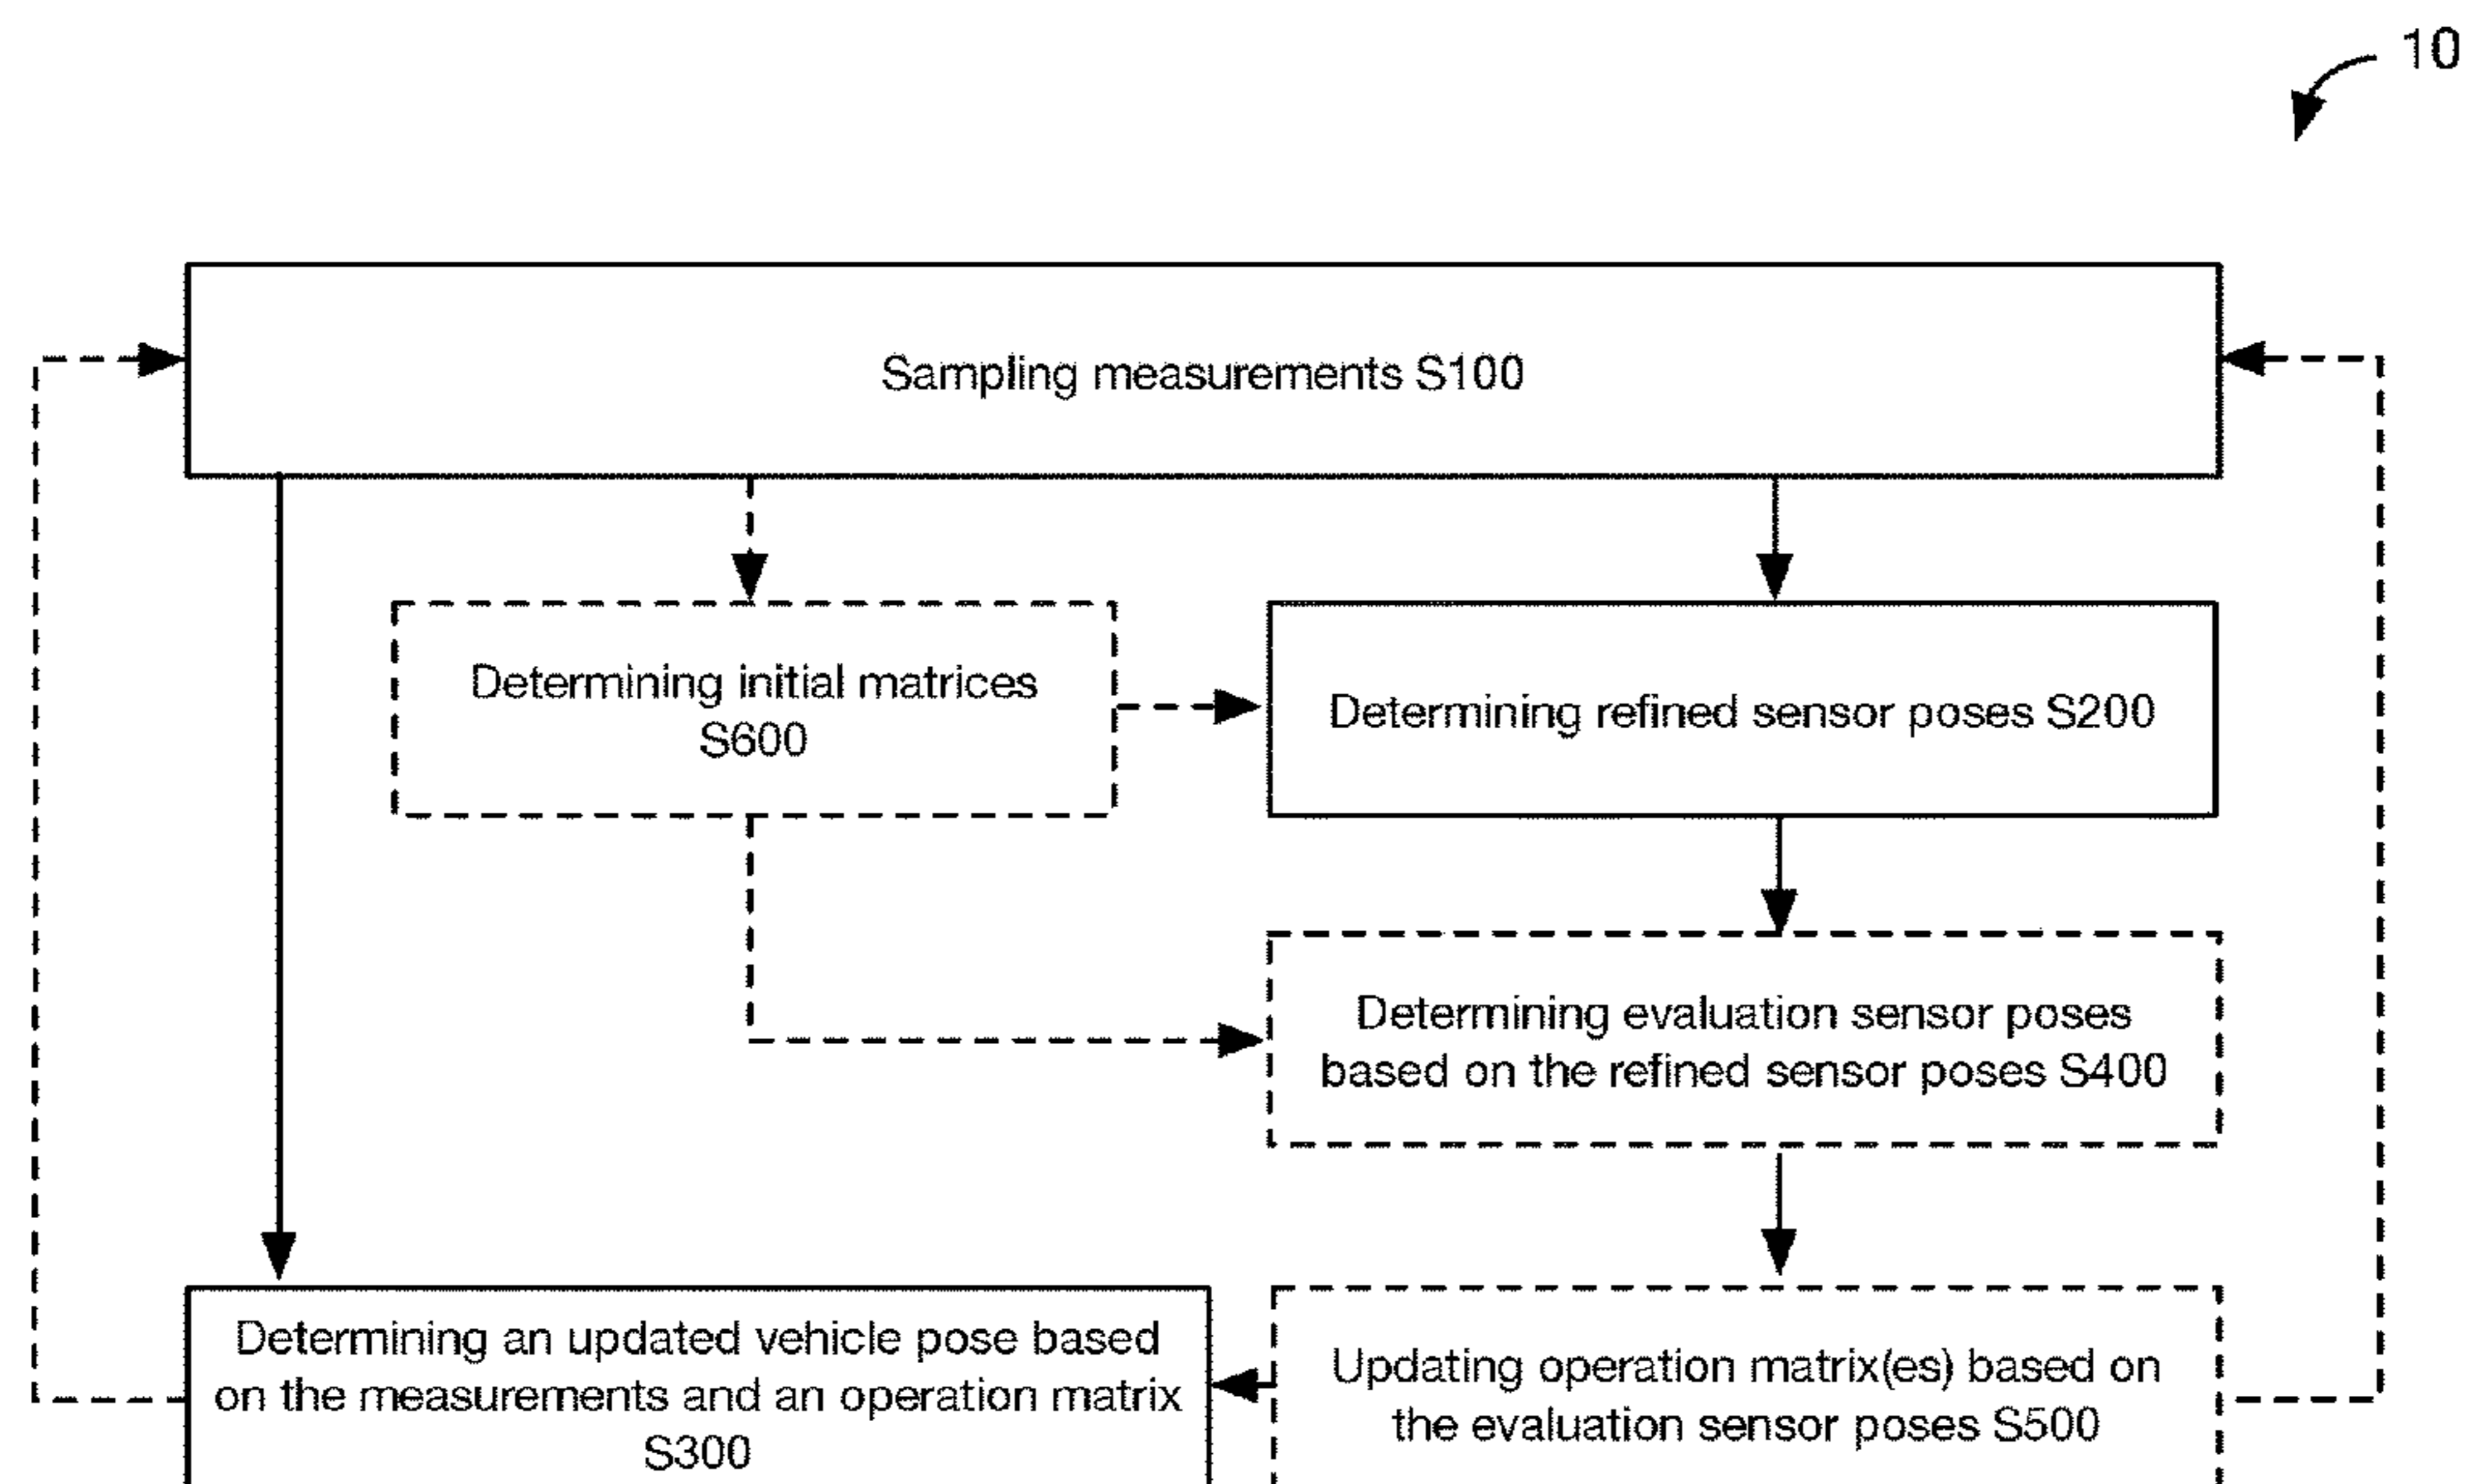 10
Sampling measurements S100
Determining initial matrices
S600
Determining refined sensor poses S200
Determining evaluation sensor poses
based on the refined sensor poses S400
Determining an updated vehicle pose based
on the measurements and an operation matrix
S300
Updating operation matrix(es) based on
the evaluation sensor poses S500